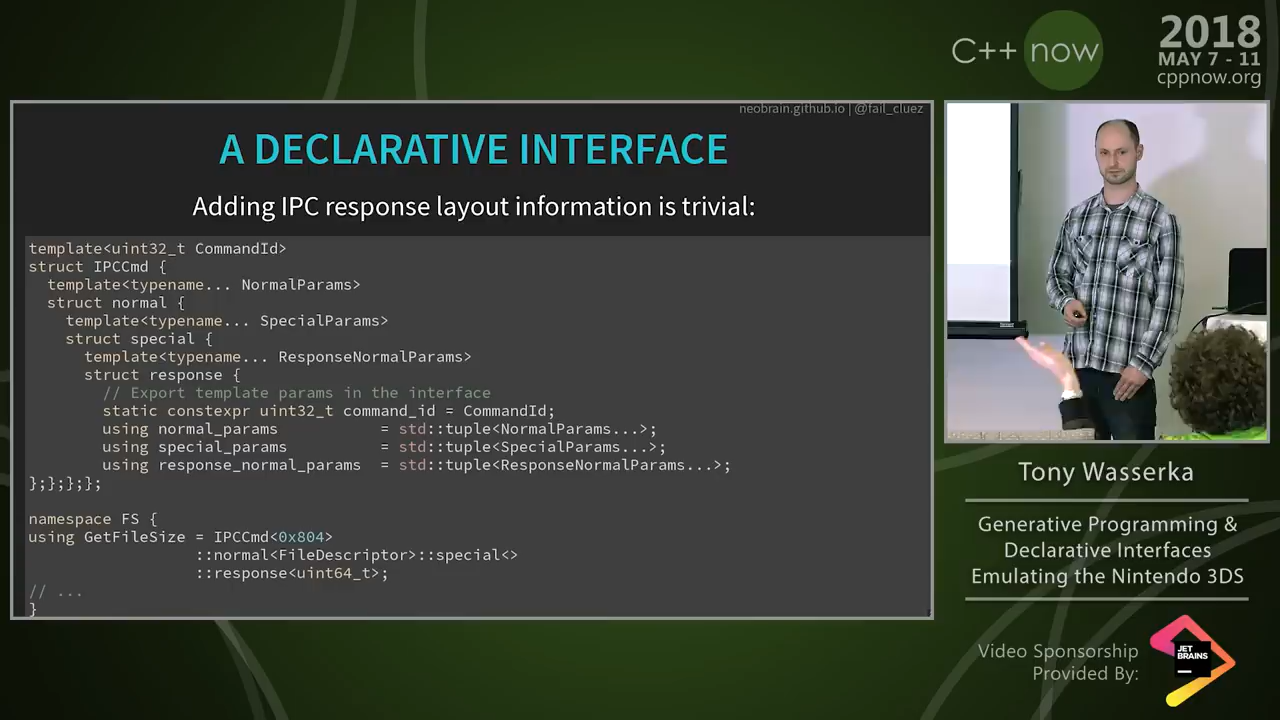 C++ now
2018
MAY 7 - 11
cppnow.org
neobrain.github.io | @fail_cluez
A DECLARATIVE INTERFACE
Adding IPC response layout information is trivial:
template<uint32_t CommandId>
struct IPCCmd {
  template<typename... NormalParams>
  struct normal {
    template<typename... SpecialParams>
    struct special {
      template<typename... ResponseNormalParams>
      struct response {
        // Export template params in the interface
        static constexpr uint32_t command_id = CommandId;
        using normal_params           = std::tuple<NormalParams...>;
        using special_params          = std::tuple<SpecialParams...>;
        using response_normal_params  = std::tuple<ResponseNormalParams...>;
};};};};
namespace FS {
using GetFileSize = IPCCmd<0x804>
                  ::normal<FileDescriptor>::special<>
                  ::response<uint64_t>;
// ...
}
Tony Wasserka
Generative Programming &
Declarative Interfaces
Emulating the Nintendo 3DS
Video Sponsorship
Provided By:
JET
BRAINS